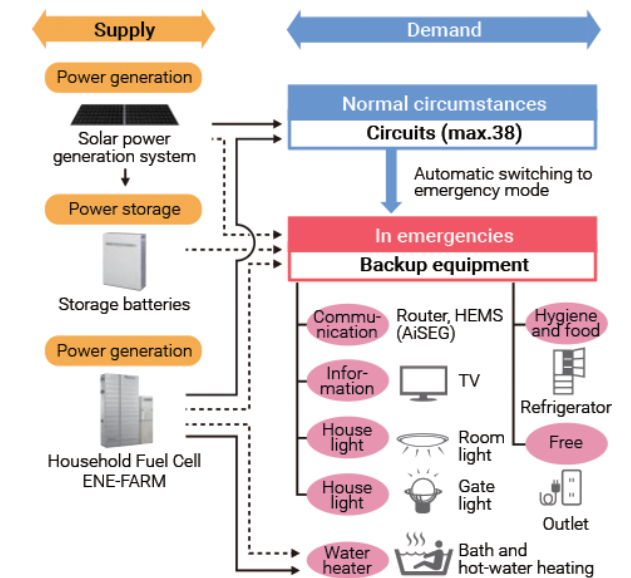 Supply
Demand
Power generation
Solar power
generation system
Power storage
Storage batteries
Power generation
Household Fuel Cell
ENE-FARM
Normal circumstances
Circuits (max.38)
Automatic switching to
emergency mode
In emergencies
Backup equipment
Commu-
nication
Router, HEMS
(AiSEG)
Infor-
mation
TV
House
light
Room
light
House
light
Gate
light
Water
heater
Bath and
hot-water heating
Hygiene
and food
Refrigerator
Free
Outlet